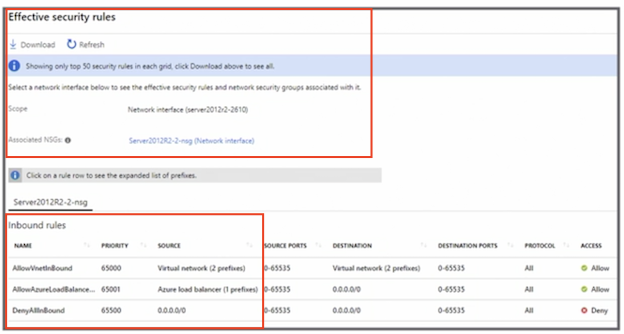 Effective security rules
Download Refresh
Showing only top 50 security rules in each grid, click Download above to see all.
Select a network interface below to see the effective security rules and network security groups associated with it.
Scope Network interface (server2012r2-2610)
Associated NSGs: Server2012R2-2-nsg (Network interface)
Click on a rule row to see the expanded list of prefixes.
Server2012R2-2-nsg
Inbound rules
NAME PRIORITY SOURCE SOURCE PORTS DESTINATION DESTINATION PORTS PROTOCOL ACCESS
AllowVnetInBound 65000 Virtual network (2 prefixes) 0-65535 Virtual network (2 prefixes) 0-65535 All Allow
AllowAzureLoadBalance... 65001 Azure load balancer (1 prefixes) 0-65535 0.0.0.0/0 0-65535 All Allow
DenyAllInBound 65500 0.0.0.0/0 0-65535 0.0.0.0/0 0-65535 All Deny